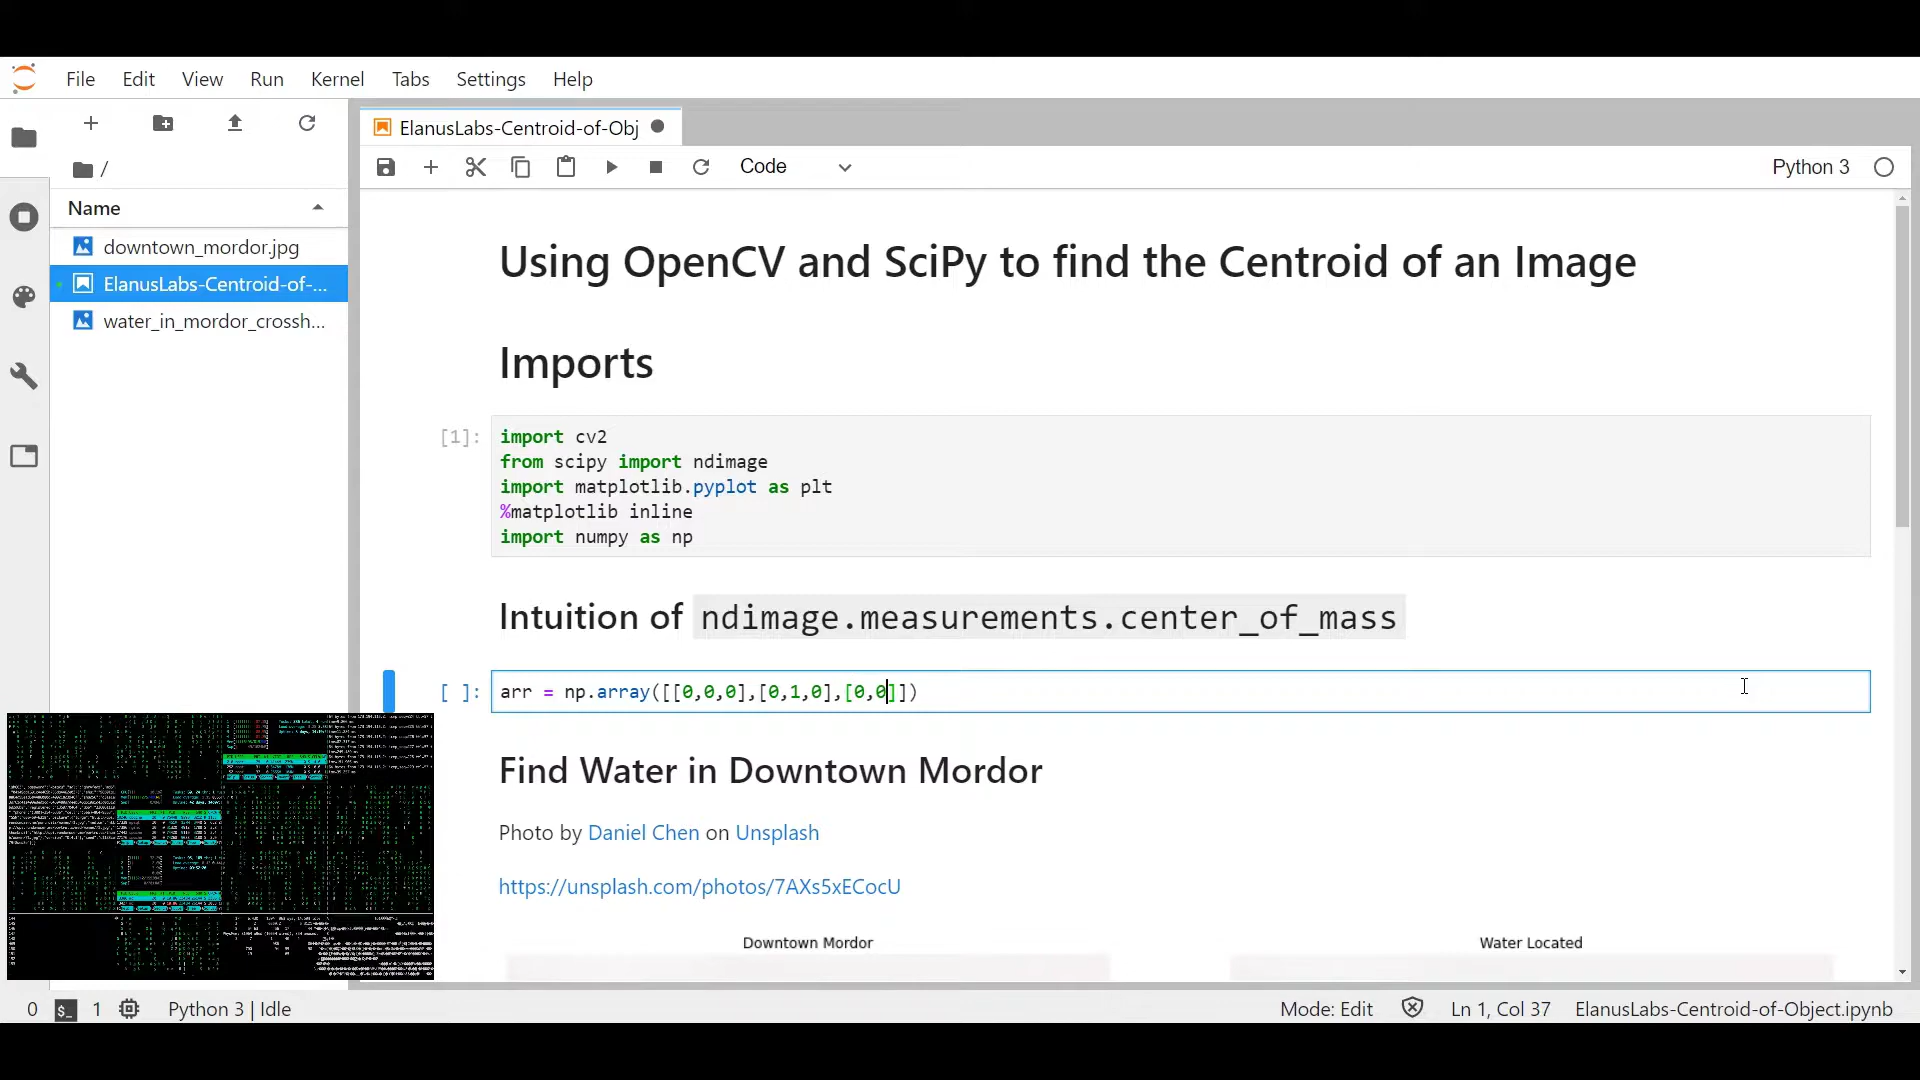 File Edit View Run Kernel Tabs Settings Help
ElanusLabs-Centroid-of-Obj
/
Code
Python 3
Name
downtown_mordor.jpg
ElanusLabs-Centroid-of-...
water_in_mordor_crossh...
Using OpenCV and SciPy to find the Centroid of an Image
Imports
[1]:
import cv2
from scipy import ndimage
import matplotlib.pyplot as plt
%matplotlib inline
import numpy as np
Intuition of ndimage.measurements.center_of_mass
[ ]:
arr = np.array([[0,0,0],[0,1,0],[0,0]])
Find Water in Downtown Mordor
Photo by Daniel Chen on Unsplash
https://unsplash.com/photos/7AXs5xECocU
Downtown Mordor
Water Located
0 $_ 1 Python 3 | Idle
Mode: Edit Ln 1, Col 37 ElanusLabs-Centroid-of-Object.ipynb